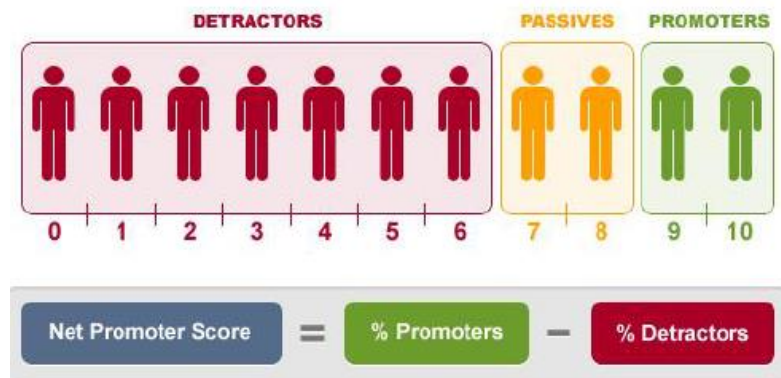 DETRACTORS PASSIVES PROMOTERS
0 1 2 3 4 5 6 7 8 9 10
Net Promoter Score = % Promoters − % Detractors